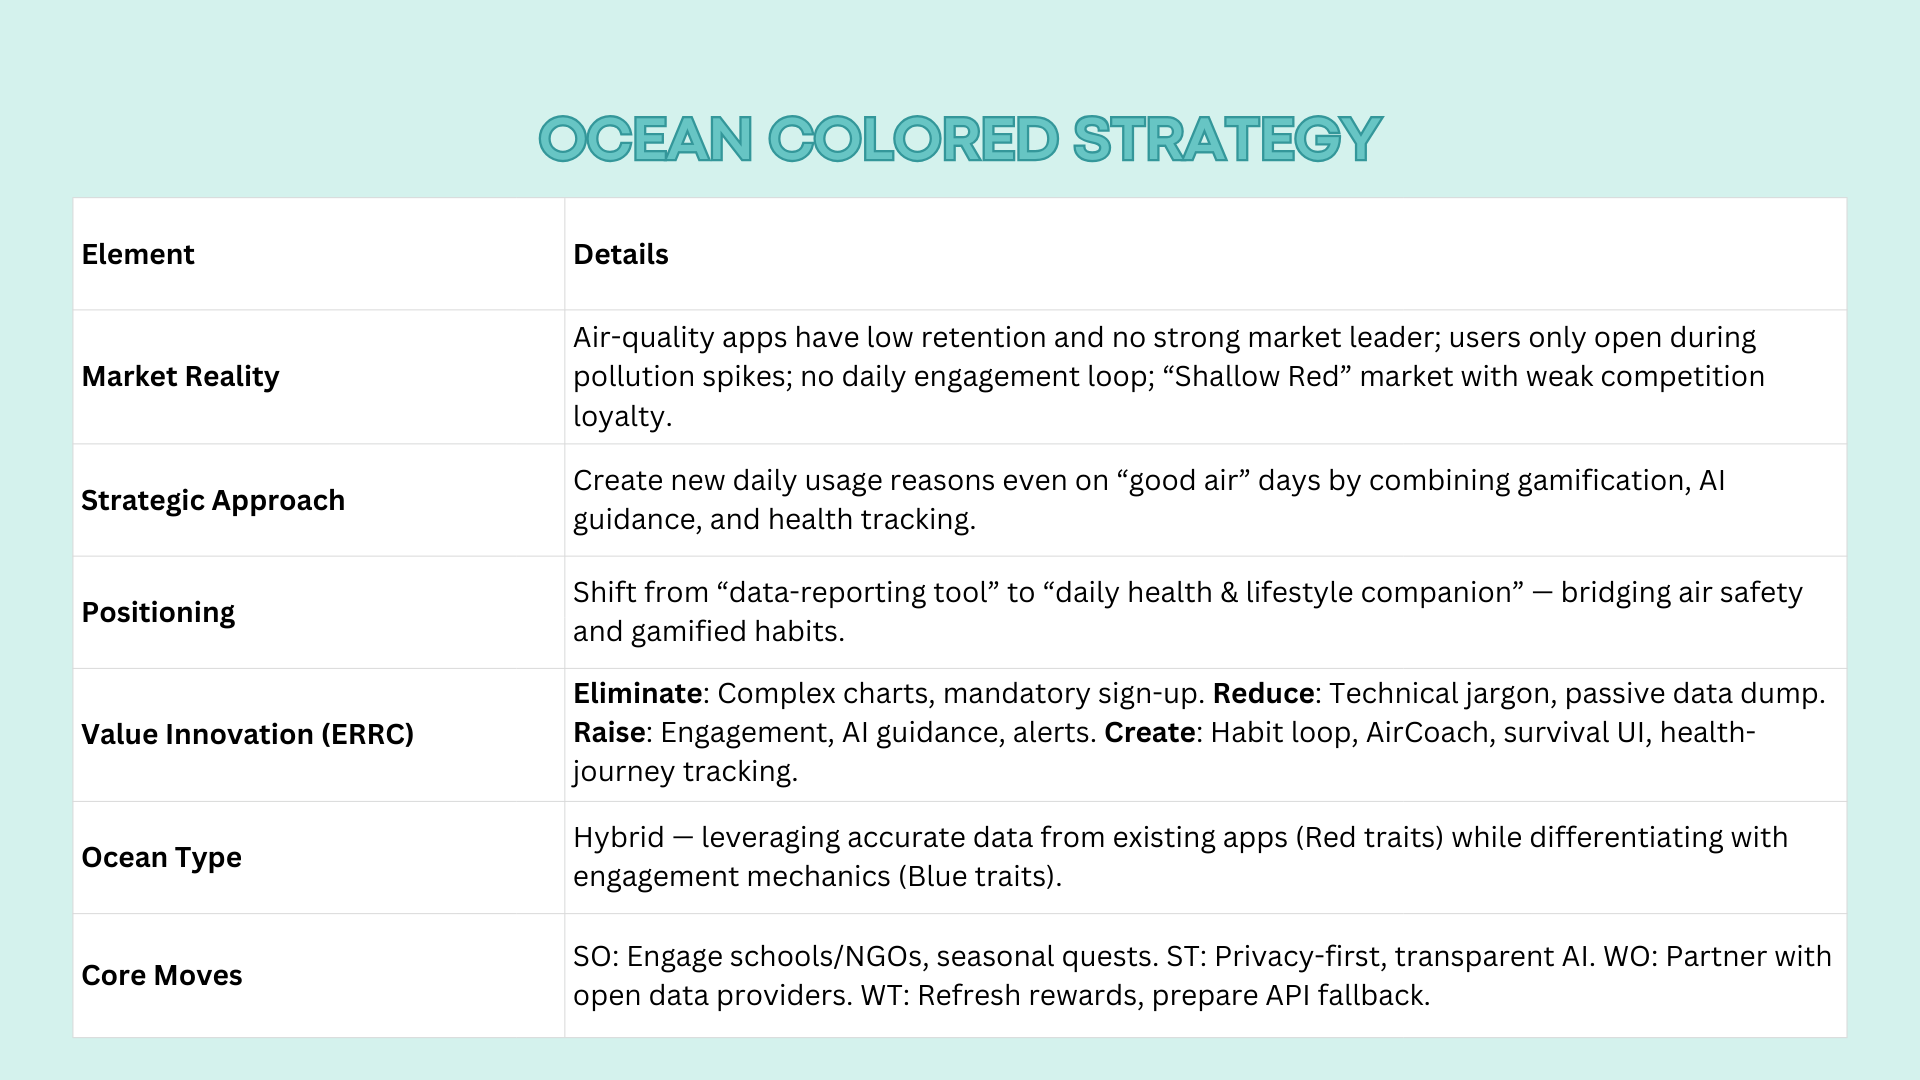 OCEAN COLORED STRATEGY
Element
Details
Market Reality
Air-quality apps have low retention and no strong market leader; users only open during
pollution spikes; no daily engagement loop; “Shallow Red” market with weak competition
loyalty.
Strategic Approach
Create new daily usage reasons even on “good air” days by combining gamification, AI
guidance, and health tracking.
Positioning
Shift from “data-reporting tool” to “daily health & lifestyle companion” — bridging air safety
and gamified habits.
Value Innovation (ERRC)
Eliminate: Complex charts, mandatory sign-up. Reduce: Technical jargon, passive data dump.
Raise: Engagement, AI guidance, alerts. Create: Habit loop, AirCoach, survival UI, health-
journey tracking.
Ocean Type
Hybrid — leveraging accurate data from existing apps (Red traits) while differentiating with
engagement mechanics (Blue traits).
Core Moves
SO: Engage schools/NGOs, seasonal quests. ST: Privacy-first, transparent AI. WO: Partner with
open data providers. WT: Refresh rewards, prepare API fallback.